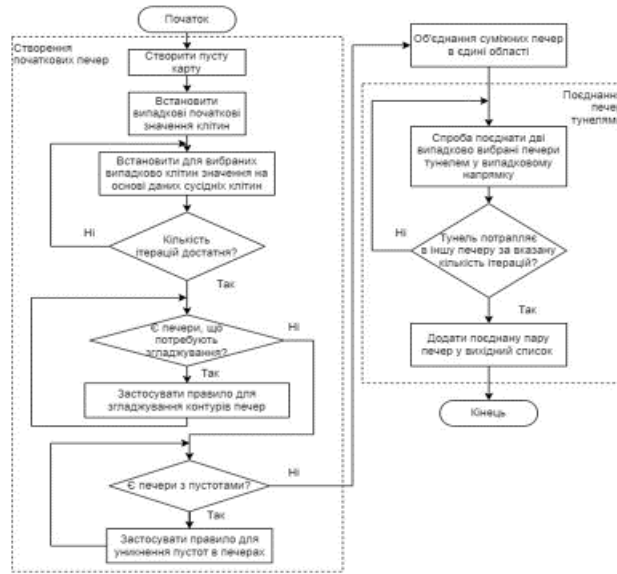 Початок
Створення
початкових печер
Створити пусту
карту
Встановити
випадкові початкові
значення клітин
Встановити для вибраних
випадково клітин значення на
основі даних сусідніх клітин
Ні
Кількість
ітерацій достатня?
Так
Є печери, що
потребують
згладжування?
Ні
Так
Застосувати правило для
згладжування контурів печер
Є печери з пустотами?
Ні
Так
Застосувати правило для
уникнення пустот в печерах
Об'єднання суміжних печер
в єдині області
Поєднанн
пече
тунелям
Спроба поєднати дві
випадково вибрані печери
тунелем у випадковому
напрямку
Ні
Тунель потрапляє
в іншу печеру за вказану
кількість ітерацій?
Так
Додати поєднану пару
печер у вихідний список
Кінець